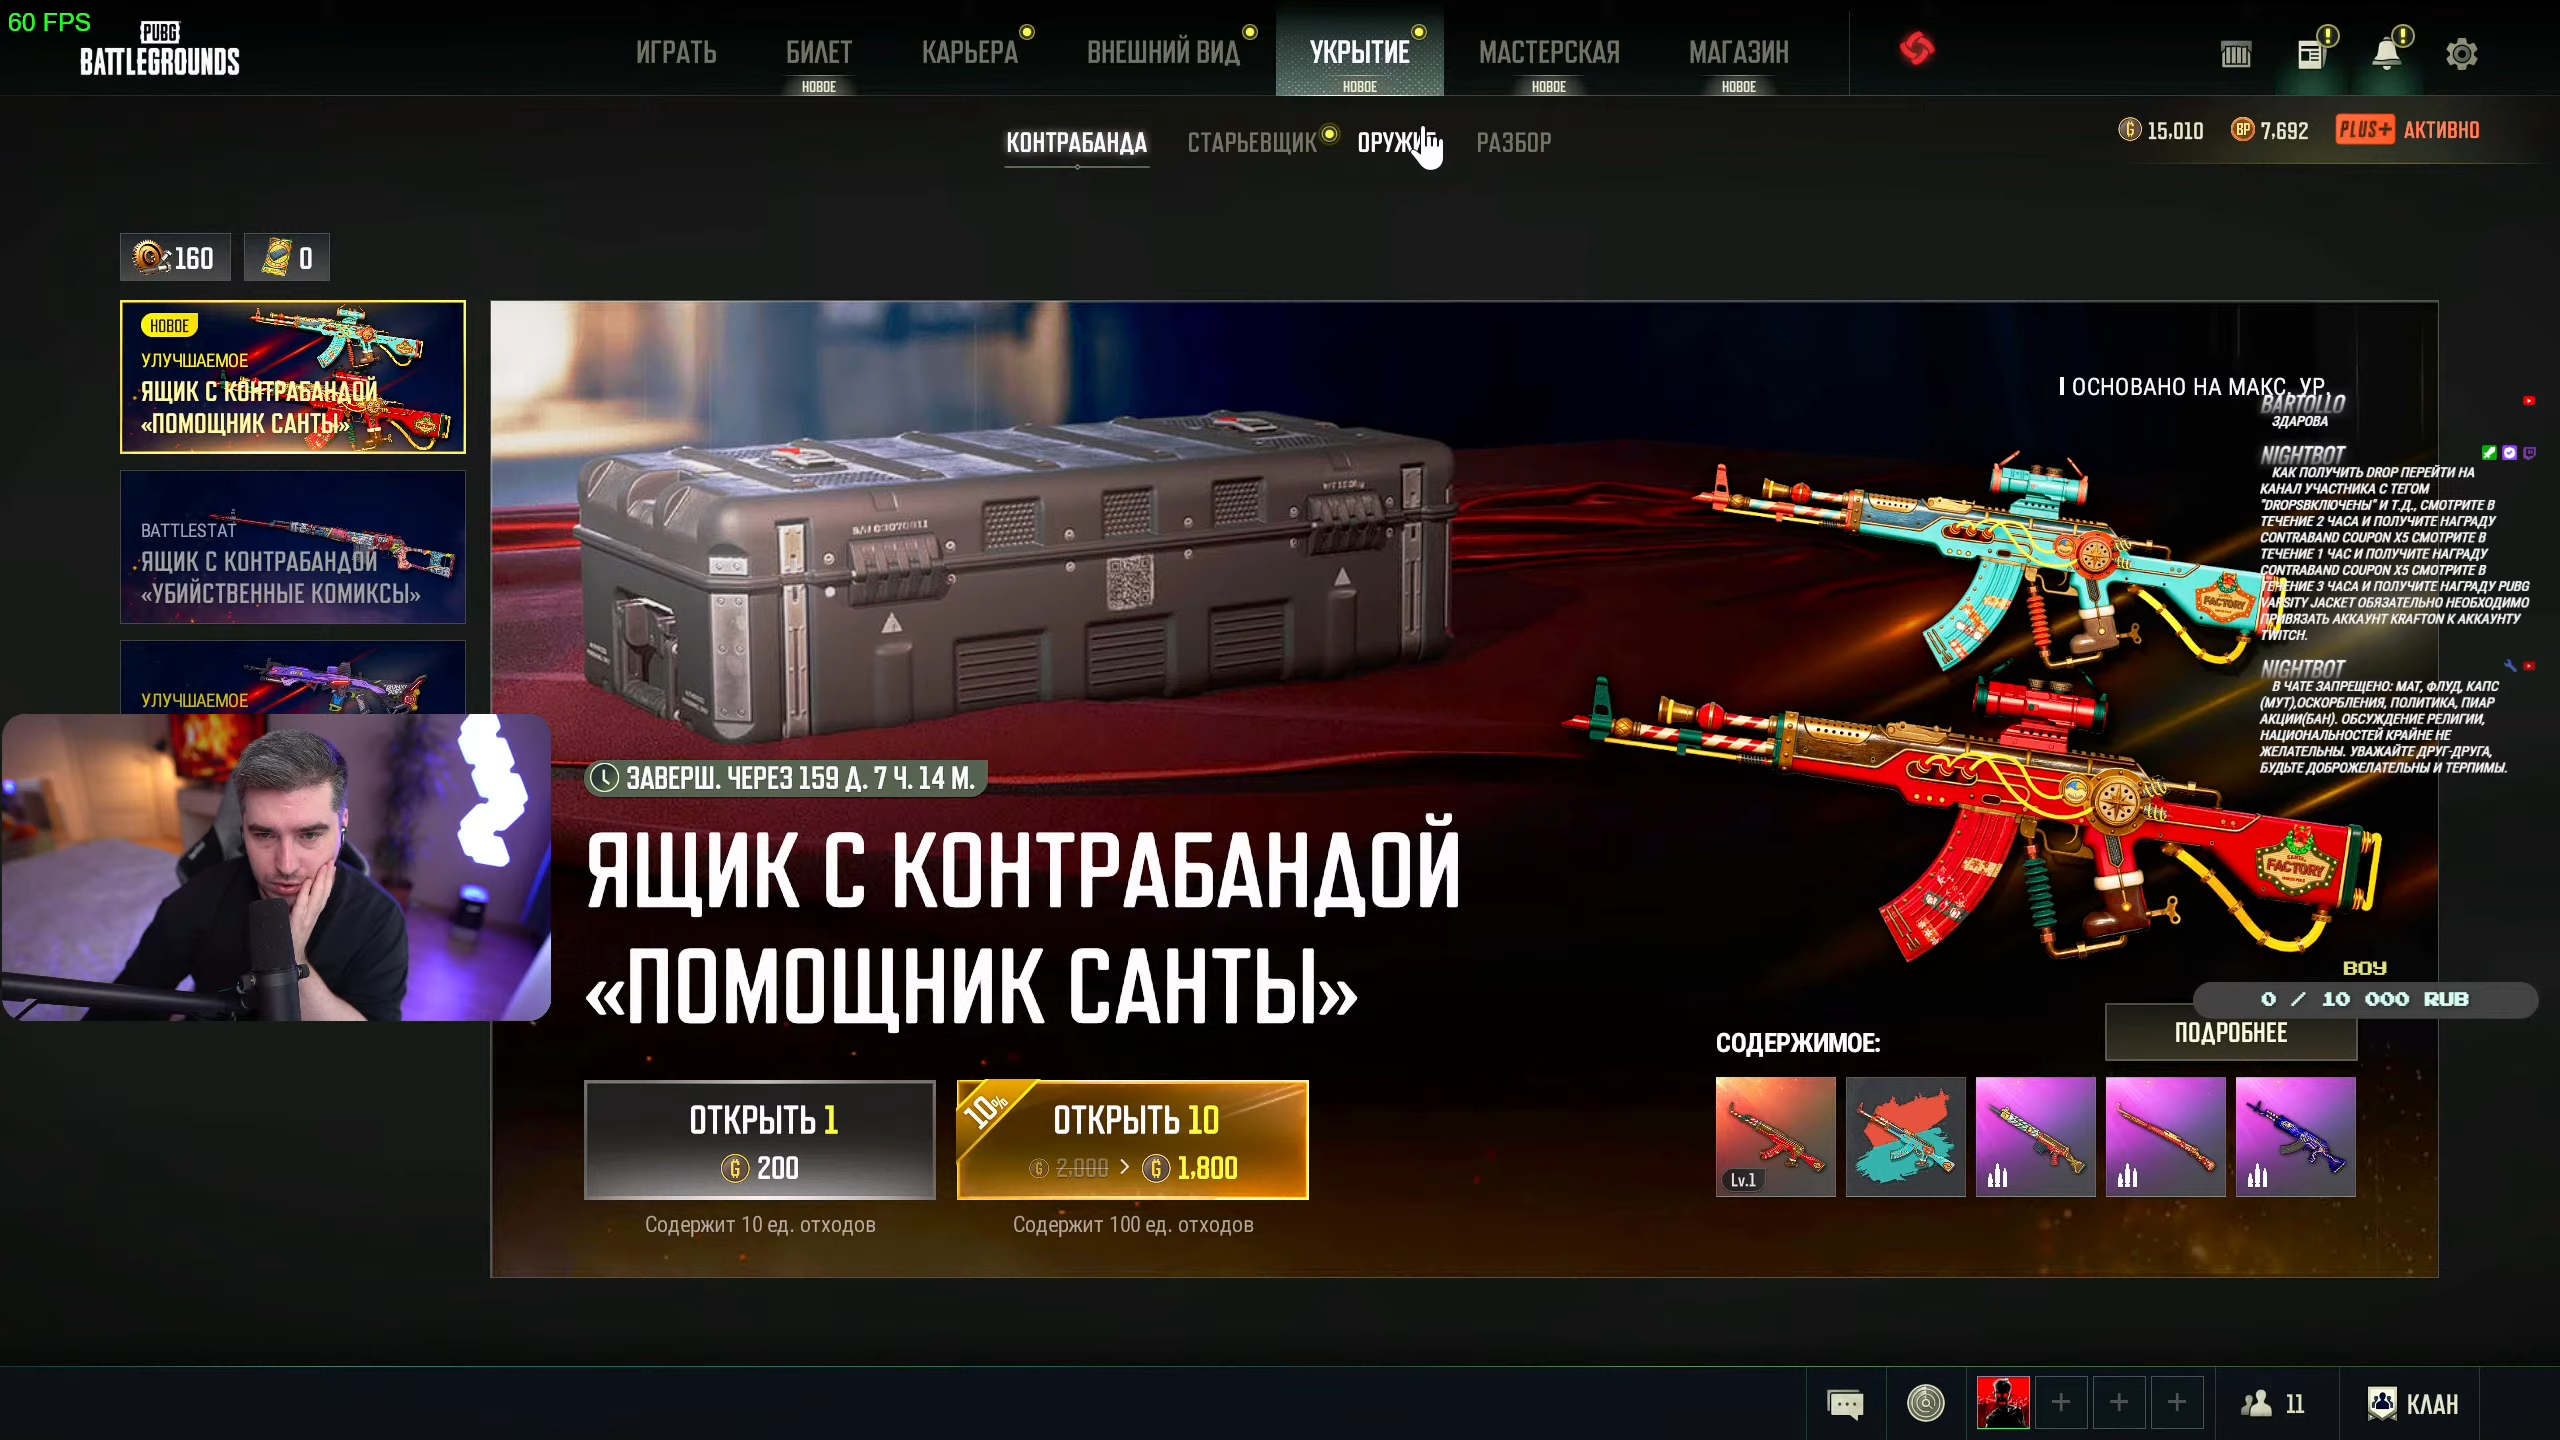 60 FPS
PUBG
BATTLEGROUNDS
ИГРАТЬ
БИЛЕТ
НОВОЕ
КАРЬЕРА
ВНЕШНИЙ ВИД
УКРЫТИЕ
НОВОЕ
МАСТЕРСКАЯ
НОВОЕ
МАГАЗИН
НОВОЕ
КОНТРАБАНДА
СТАРЬЕВЩИК
ОРУЖИЕ
РАЗБОР
G 15,010
BP 7,692
PLUS+ АКТИВНО
160
0
НОВОЕ
УЛУЧШАЕМОЕ
ЯЩИК С КОНТРАБАНДОЙ
«ПОМОЩНИК САНТЫ»
BATTLESTAT
ЯЩИК С КОНТРАБАНДОЙ
«УБИЙСТВЕННЫЕ КОМИКСЫ»
УЛУЧШАЕМОЕ
ОСНОВАНО НА МАКС. УР.
BARTOLLO
ЗДАРОВА
NIGHTBOT
КАК ПОЛУЧИТЬ DROP ПЕРЕЙТИ НА
КАНАЛ УЧАСТНИКА С ТЕГОМ
"DROPSВКЛЮЧЕНЫ" И Т.Д., СМОТРИТЕ В
ТЕЧЕНИЕ 2 ЧАСА И ПОЛУЧИТЕ НАГРАДУ
CONTRABAND COUPON X5 СМОТРИТЕ В
ТЕЧЕНИЕ 1 ЧАС И ПОЛУЧИТЕ НАГРАДУ
CONTRABAND COUPON X5 СМОТРИТЕ В
ТЕЧЕНИЕ 3 ЧАСА И ПОЛУЧИТЕ НАГРАДУ PUBG
VARSITY JACKET ОБЯЗАТЕЛЬНО НЕОБХОДИМО
ПРИВЯЗАТЬ АККАУНТ KRAFTON К АККАУНТУ
TWITCH.
NIGHTBOT
В ЧАТЕ ЗАПРЕЩЕНО: МАТ, ФЛУД, КАПС
(МУТ),ОСКОРБЛЕНИЯ, ПОЛИТИКА, ПИАР
АКЦИИ(БАН). ОБСУЖДЕНИЕ РЕЛИГИИ,
НАЦИОНАЛЬНОСТЕЙ КРАЙНЕ НЕ
ЖЕЛАТЕЛЬНЫ. УВАЖАЙТЕ ДРУГ-ДРУГА,
БУДЬТЕ ДОБРОЖЕЛАТЕЛЬНЫ И ТЕРПИМЫ.
FACTORY
SANTA
FACTORY
ЗАВЕРШ. ЧЕРЕЗ 159 Д. 7 Ч. 14 М.
ЯЩИК С КОНТРАБАНДОЙ
«ПОМОЩНИК САНТЫ»
BOY
0 / 10 000 RUB
СОДЕРЖИМОЕ:
ПОДРОБНЕЕ
Lv.1
ОТКРЫТЬ 1
G 200
Содержит 10 ед. отходов
10%
ОТКРЫТЬ 10
G 2,000 > G 1,800
Содержит 100 ед. отходов
11
КЛАН